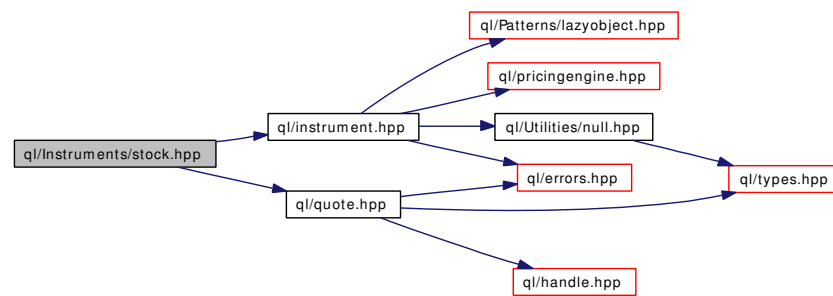 ql/Patterns/lazyobject.hpp
ql/pricingengine.hpp
ql/instrument.hpp
ql/Utilities/null.hpp
ql/Instruments/stock.hpp
ql/errors.hpp
ql/types.hpp
ql/quote.hpp
ql/handle.hpp